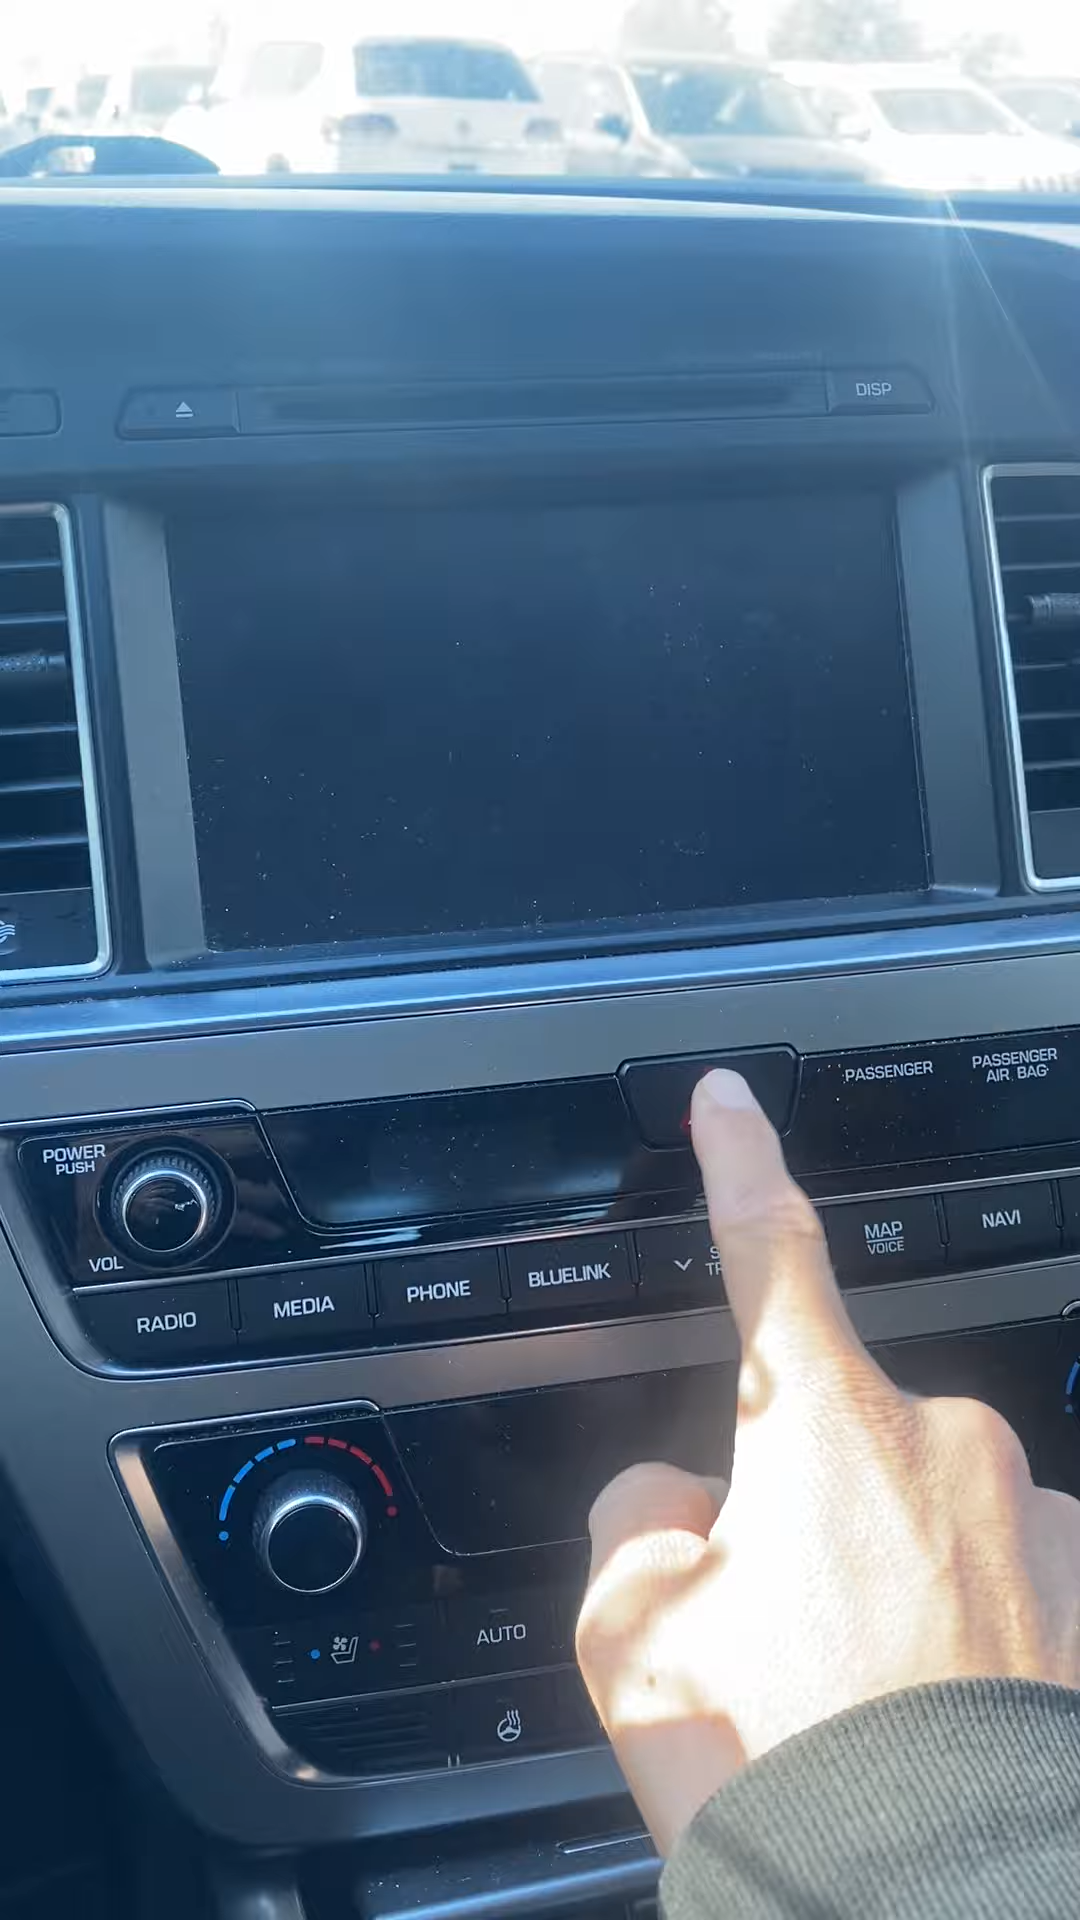 DISP
PASSENGER
PASSENGER
AIR BAG
POWER
PUSH
VOL
RADIO
MEDIA
PHONE
BLUELINK
MAP
VOICE
NAVI
AUTO